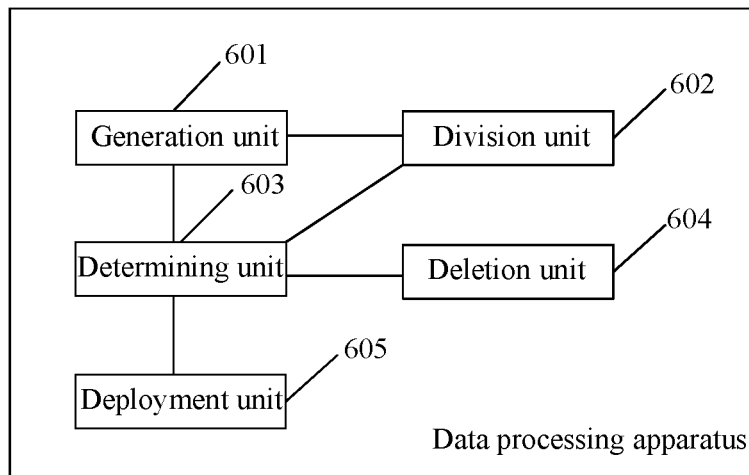 601
602
Generation unit
Division unit
603
604
Determining unit
Deletion unit
605
Deployment unit
Data processing apparatus